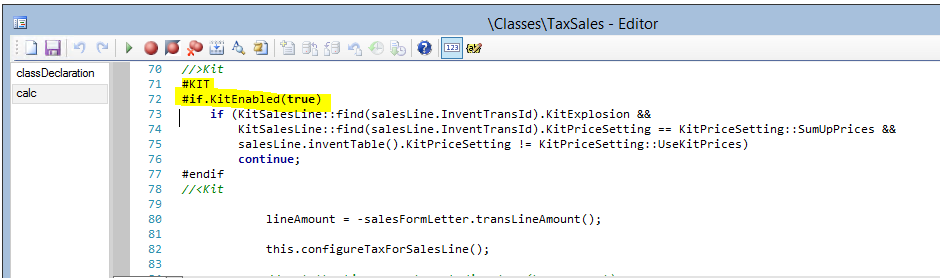 \Classes\TaxSales - Editor
classDeclaration
calc
70 //>Kit
71 #KIT
72 #if.KitEnabled(true)
73 if (KitSalesLine::find(salesLine.InventTransId).KitExplosion &&
74 KitSalesLine::find(salesLine.InventTransId).KitPriceSetting == KitPriceSetting::SumUpPrices &&
75 salesLine.inventTable().KitPriceSetting != KitPriceSetting::UseKitPrices)
76 continue;
77 #endif
78 //<Kit
79
80 lineAmount = -salesFormLetter.transLineAmount();
81
82 this.configureTaxForSalesLine();
83